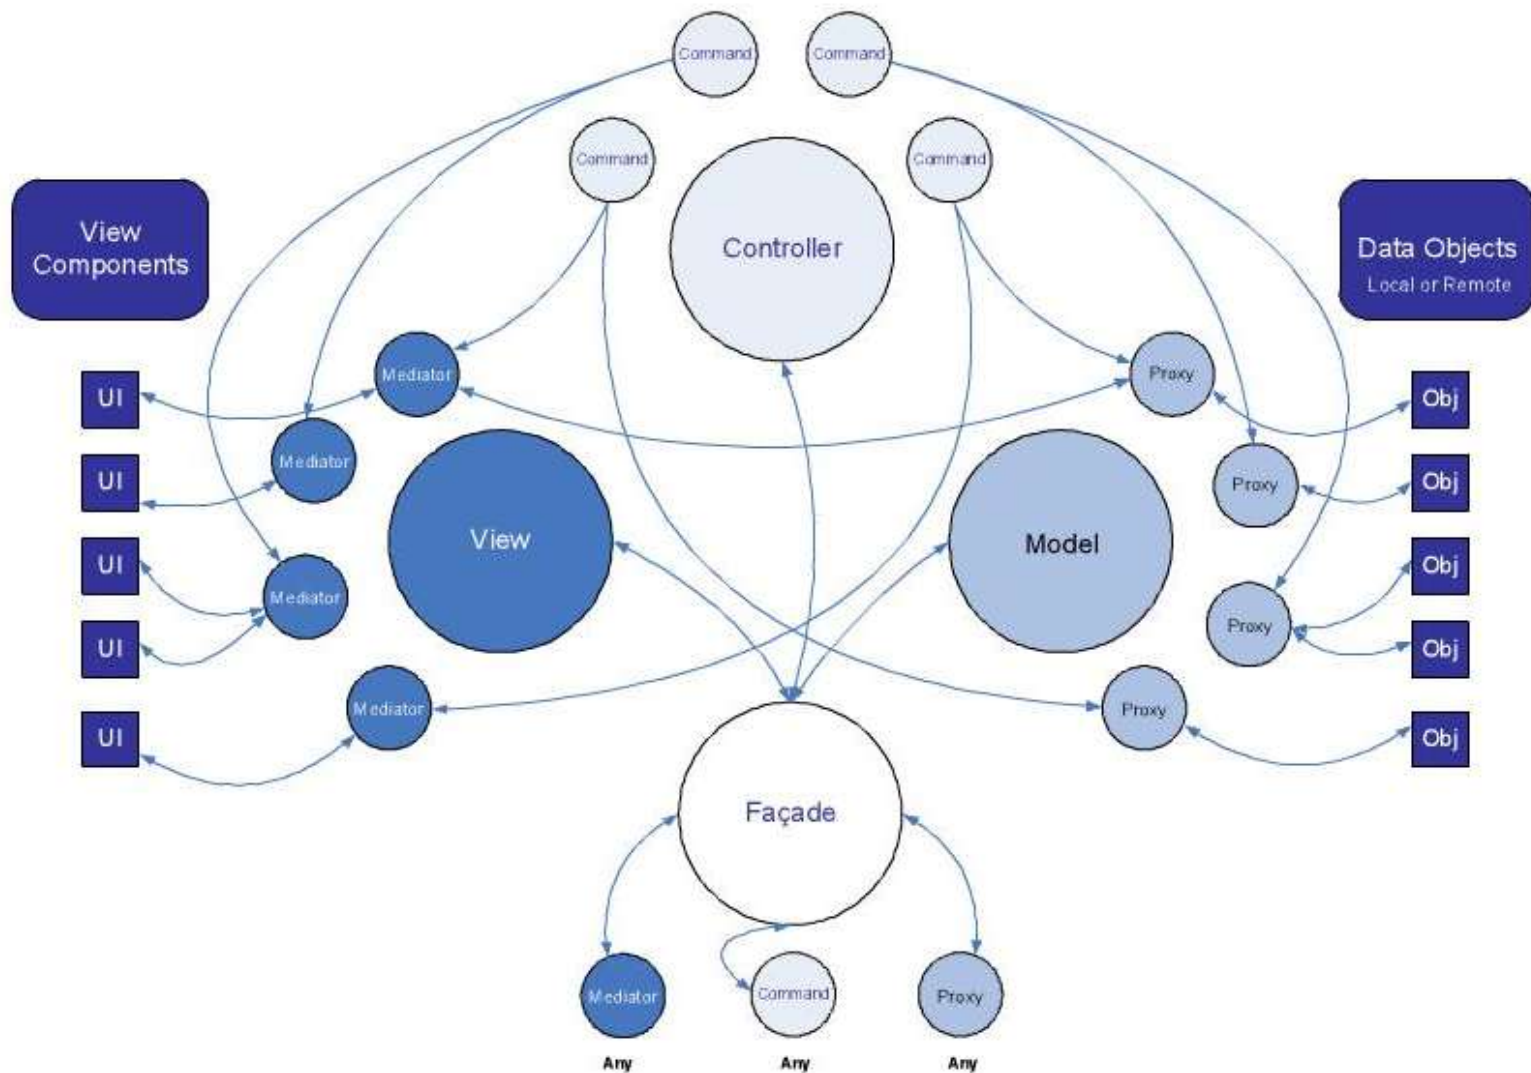 Command
Command
Command
Command
Controller
View
Components
Data Objects
Local or Remote
Mediator
Proxy
UI
Obj
Mediator
Proxy
UI
Obj
View
Model
UI
Obj
Mediator
Proxy
UI
Obj
Mediator
Proxy
UI
Obj
Façade
Mediator
Command
Proxy
Any
Any
Any